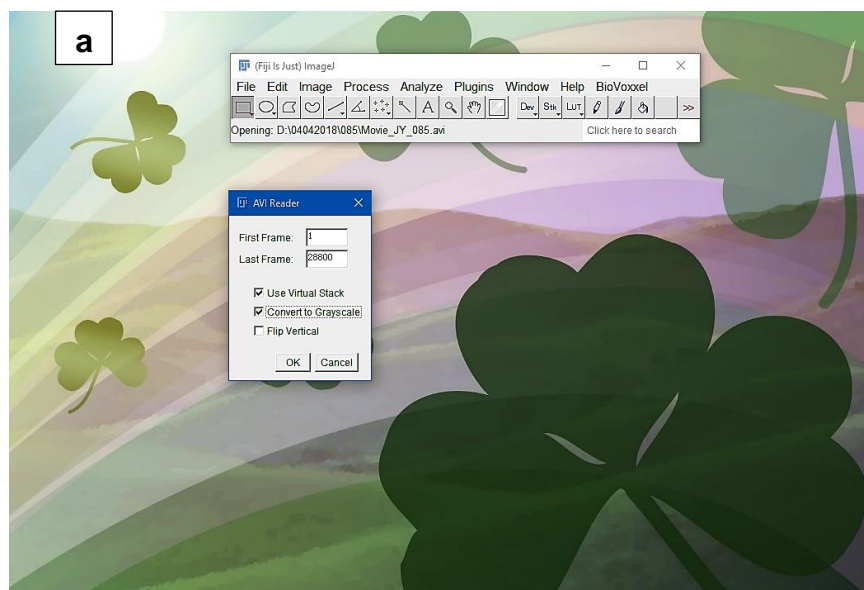 a
(Fiji Is Just) ImageJ
File Edit Image Process Analyze Plugins Window Help BioVoxxel
A Dev Stk LUT >>
Opening: D:\04042018\085\Movie_JY_085.avi Click here to search
AVI Reader
First Frame: 1
Last Frame: 28800
Use Virtual Stack
Convert to Grayscale
Flip Vertical
OK Cancel